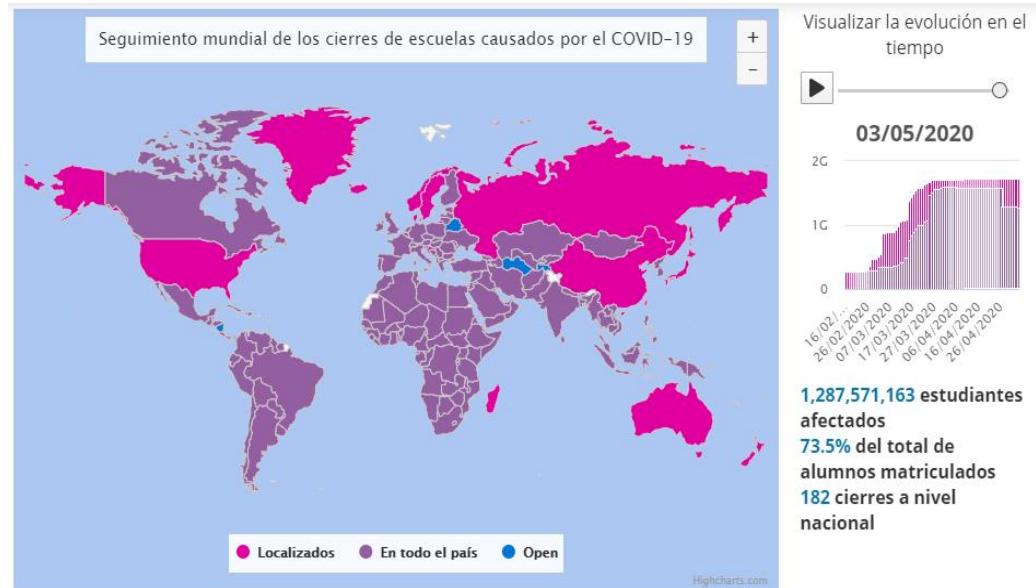 Seguimiento mundial de los cierres de escuelas causados por el COVID-19
+
−
Localizados
En todo el país
Open
Highcharts.com
Visualizar la evolución en el
tiempo
03/05/2020
2G
1G
0
16/02/...
26/02/2020
07/03/2020
17/03/2020
27/03/2020
06/04/2020
16/04/2020
26/04/2020
1,287,571,163 estudiantes
afectados
73.5% del total de
alumnos matriculados
182 cierres a nivel
nacional